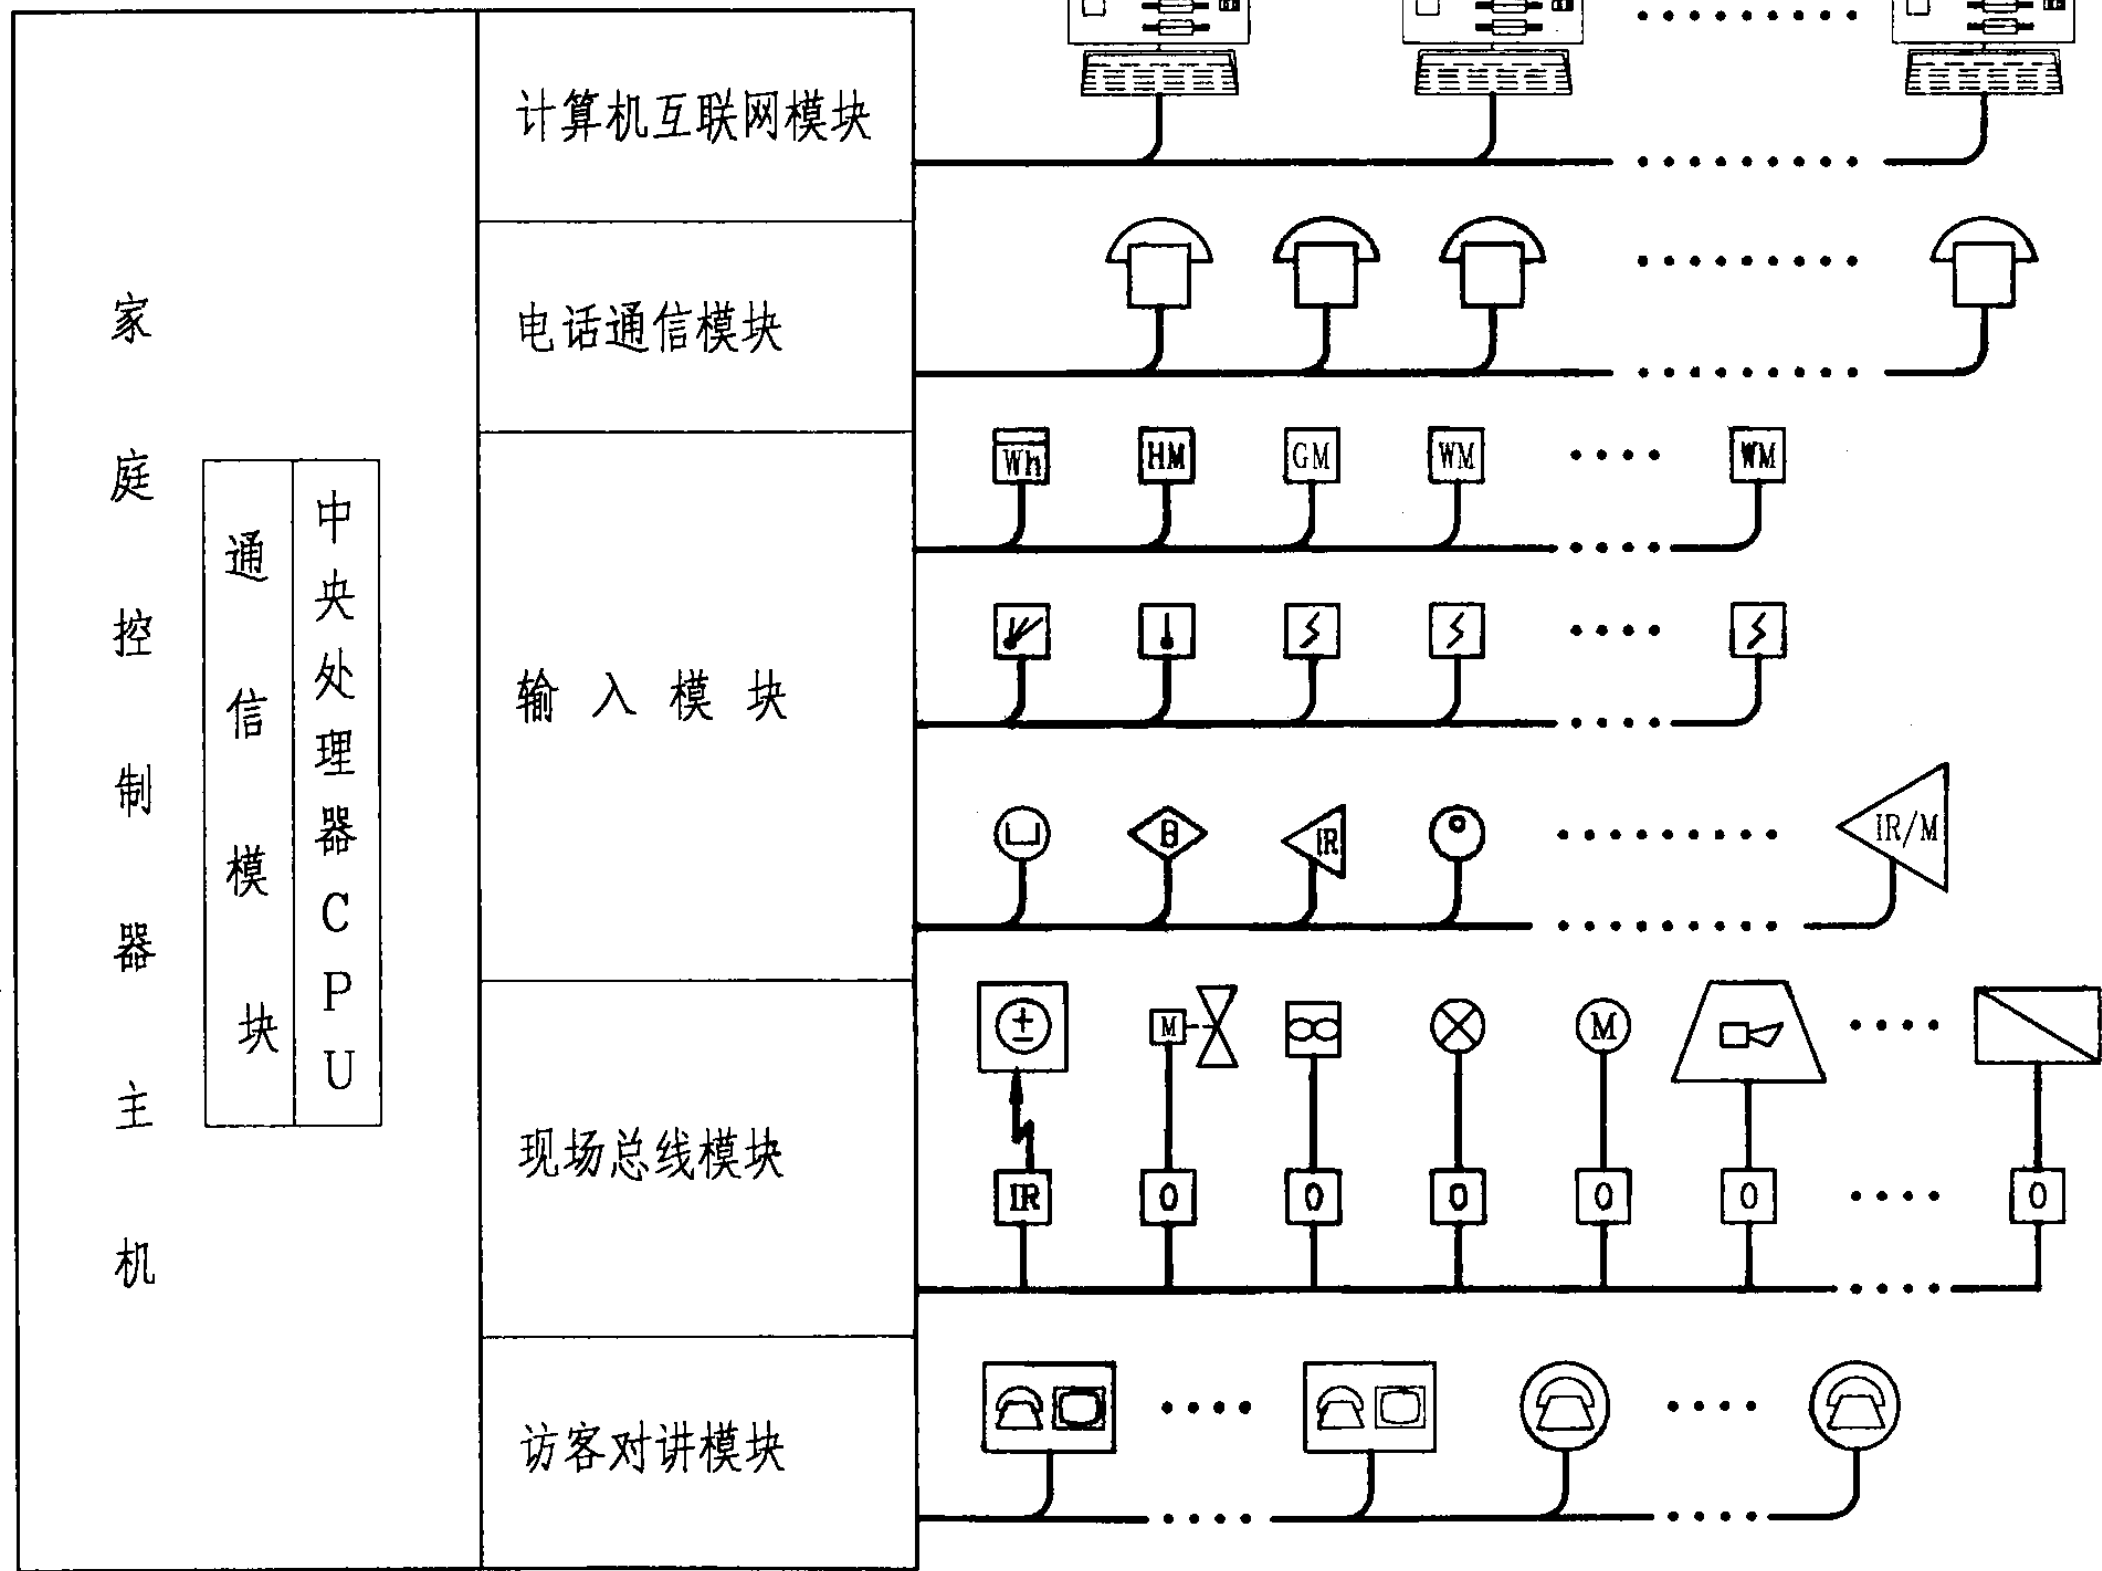 家庭控制器主机
通信模块
中央处理器CPU
计算机互联网模块
电话通信模块
输入模块
现场总线模块
访客对讲模块
Wh HM GM WM WM
B IR IR/M
M M
IR 0 0 0 0 0 0